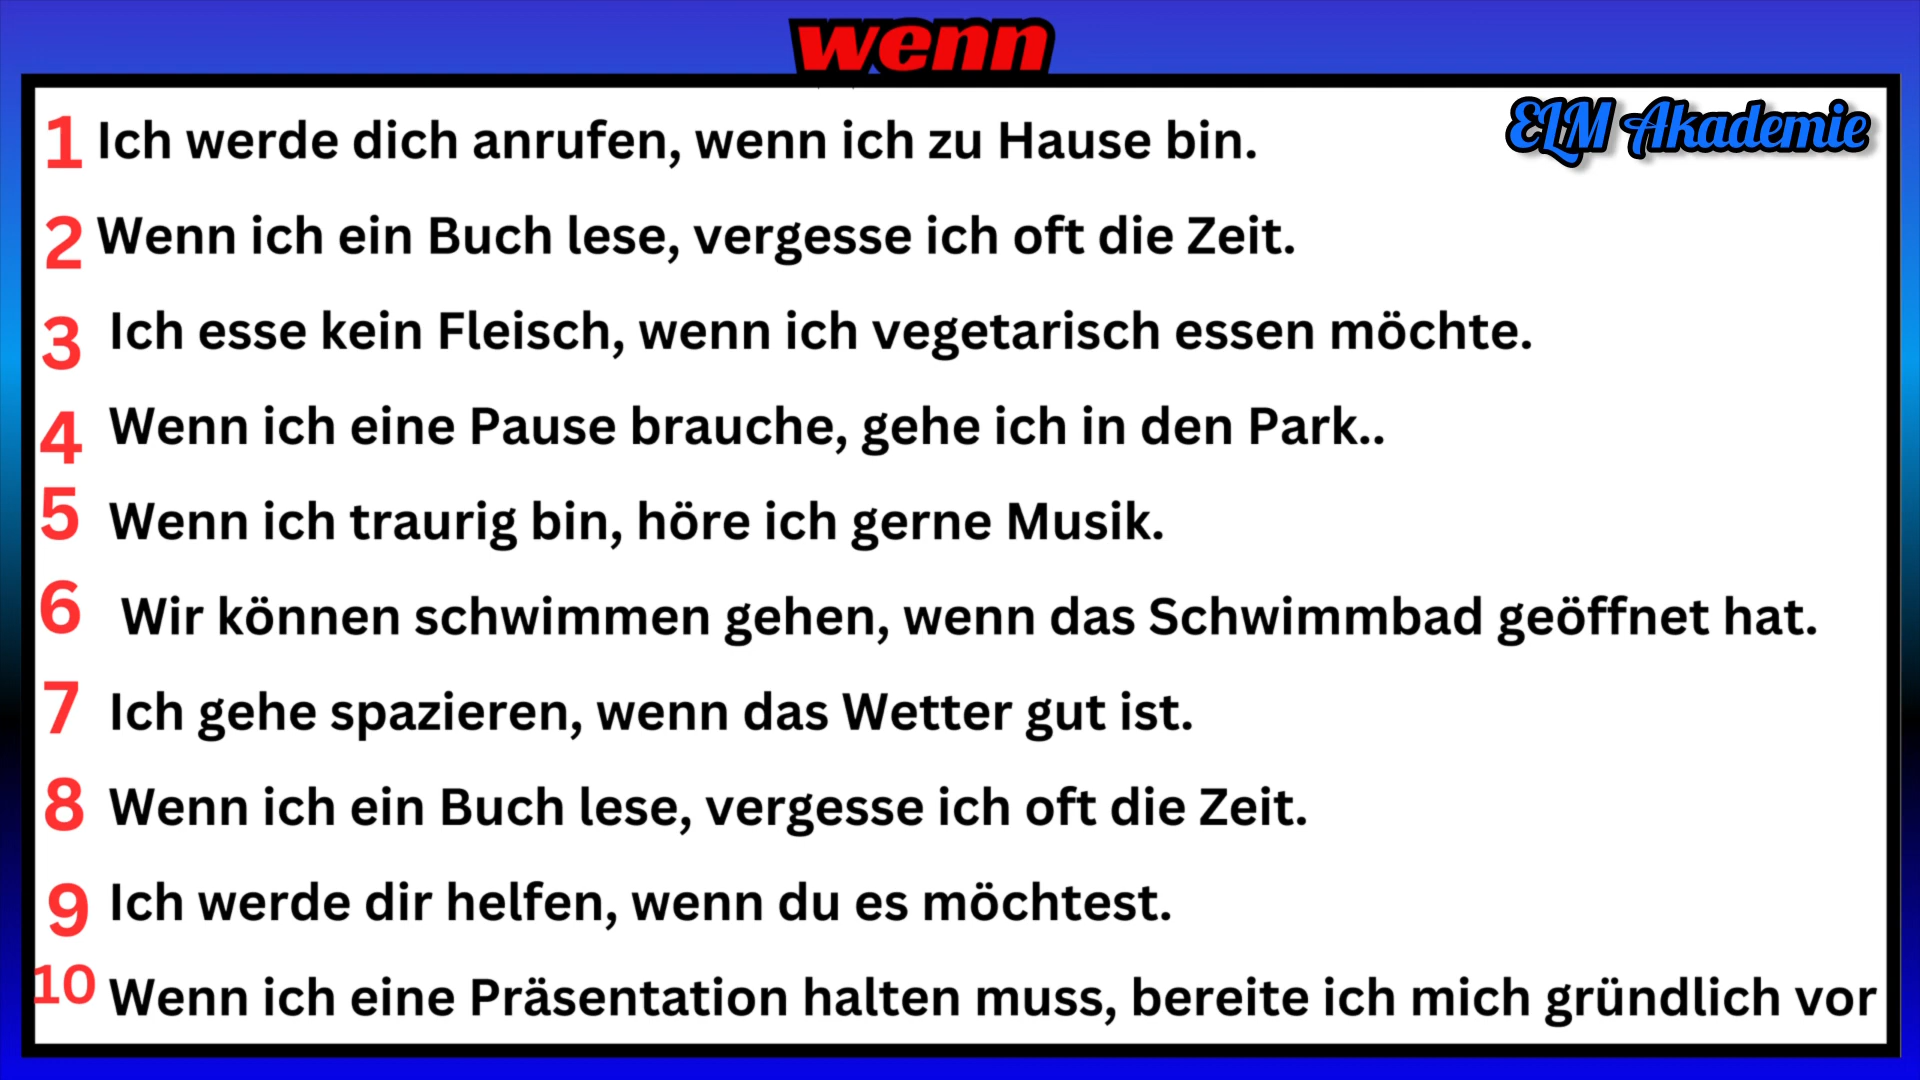 wenn
ELM Akademie
1 Ich werde dich anrufen, wenn ich zu Hause bin.
2 Wenn ich ein Buch lese, vergesse ich oft die Zeit.
3 Ich esse kein Fleisch, wenn ich vegetarisch essen möchte.
4 Wenn ich eine Pause brauche, gehe ich in den Park..
5 Wenn ich traurig bin, höre ich gerne Musik.
6 Wir können schwimmen gehen, wenn das Schwimmbad geöffnet hat.
7 Ich gehe spazieren, wenn das Wetter gut ist.
8 Wenn ich ein Buch lese, vergesse ich oft die Zeit.
9 Ich werde dir helfen, wenn du es möchtest.
10 Wenn ich eine Präsentation halten muss, bereite ich mich gründlich vor